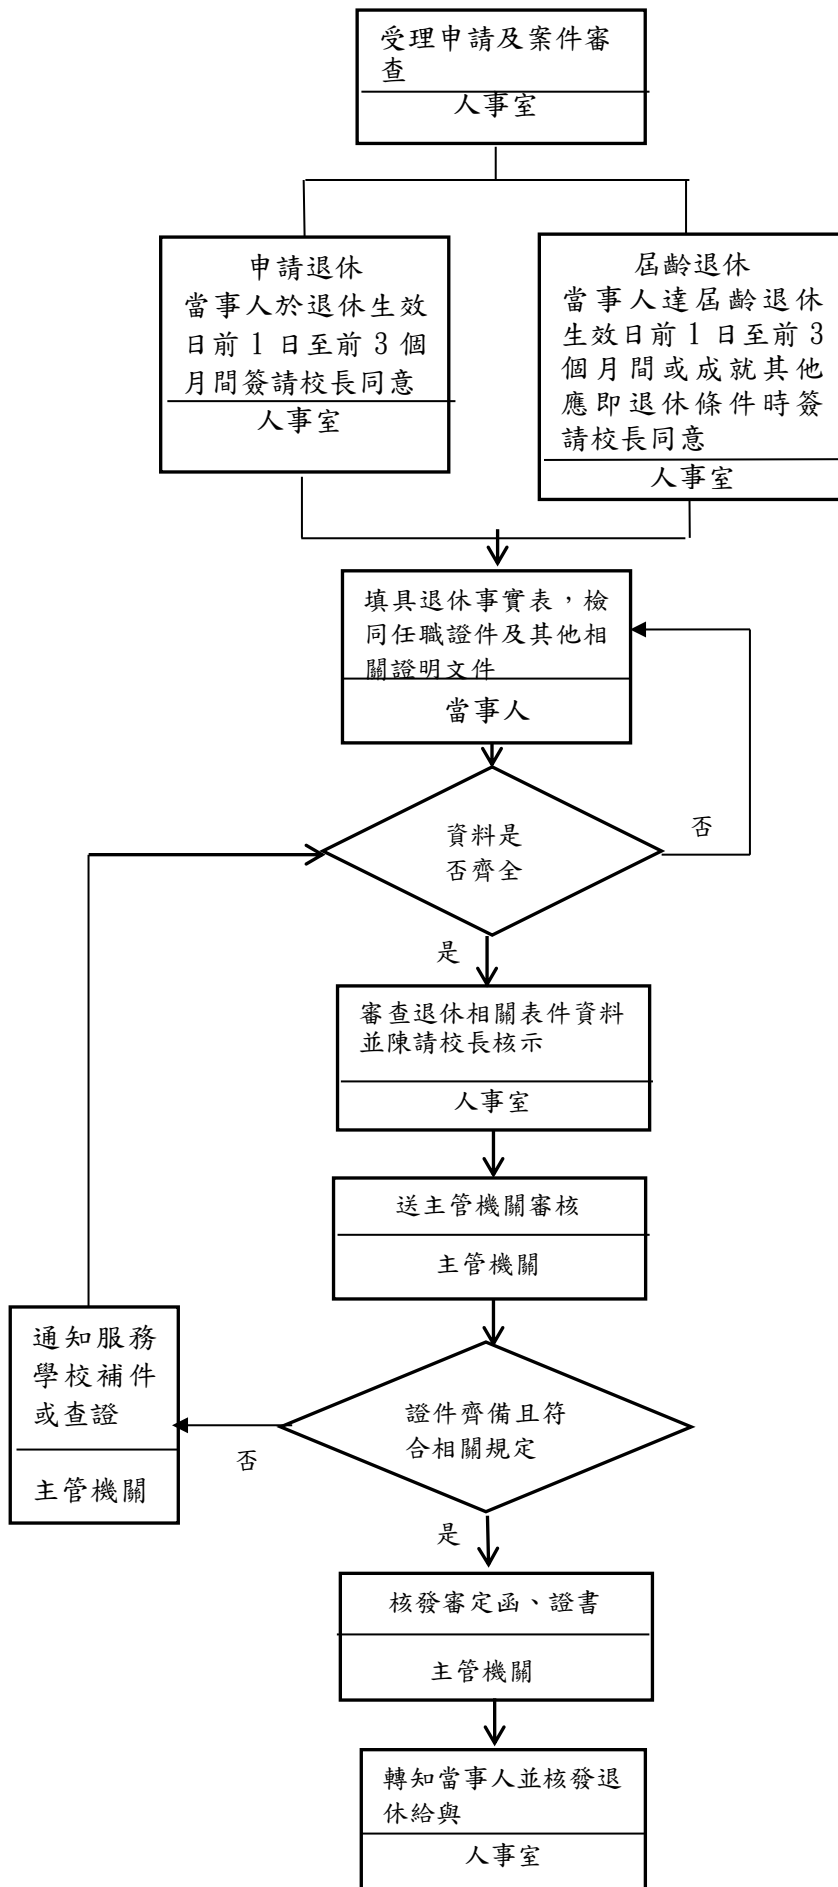 受理申請及案件審
查
人事室
申請退休
當事人於退休生效
日前 1 日至前 3 個
月間簽請校長同意
人事室
屆齡退休
當事人達屆齡退休
生效日前 1 日至前 3
個月間或成就其他
應即退休條件時簽
請校長同意
人事室
填具退休事實表，檢
同任職證件及其他相
關證明文件
當事人
資料是
否齊全
否
是
審查退休相關表件資料
並陳請校長核示
人事室
送主管機關審核
主管機關
通知服務
學校補件
或查證
主管機關
證件齊備且符
合相關規定
否
是
核發審定函、證書
主管機關
轉知當事人並核發退
休給與
人事室